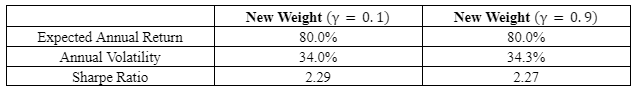 New Weight (γ = 0.1) New Weight (γ = 0.9)
Expected Annual Return 80.0% 80.0%
Annual Volatility 34.0% 34.3%
Sharpe Ratio 2.29 2.27